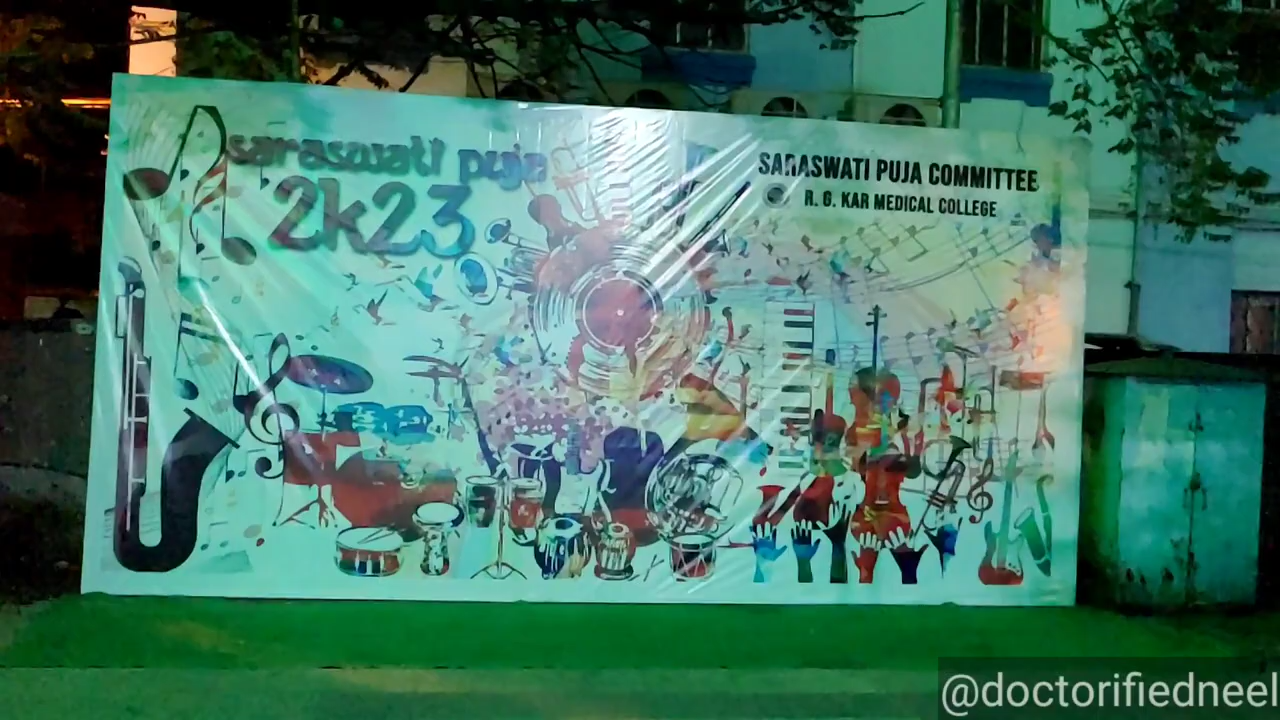 saraswati puja
2k23
SARASWATI PUJA COMMITTEE
R. G. KAR MEDICAL COLLEGE
@doctorifiedneel